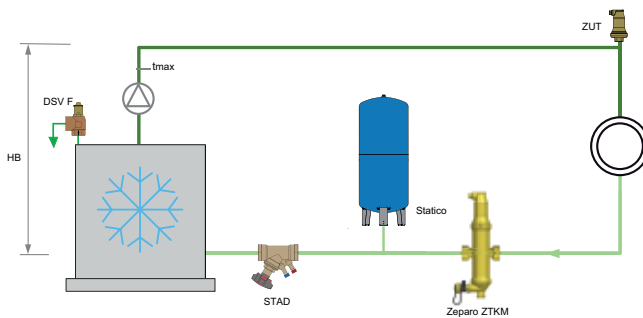 ZUT
tmax
DSV F
HB
Statico
STAD
Zeparo ZTKM